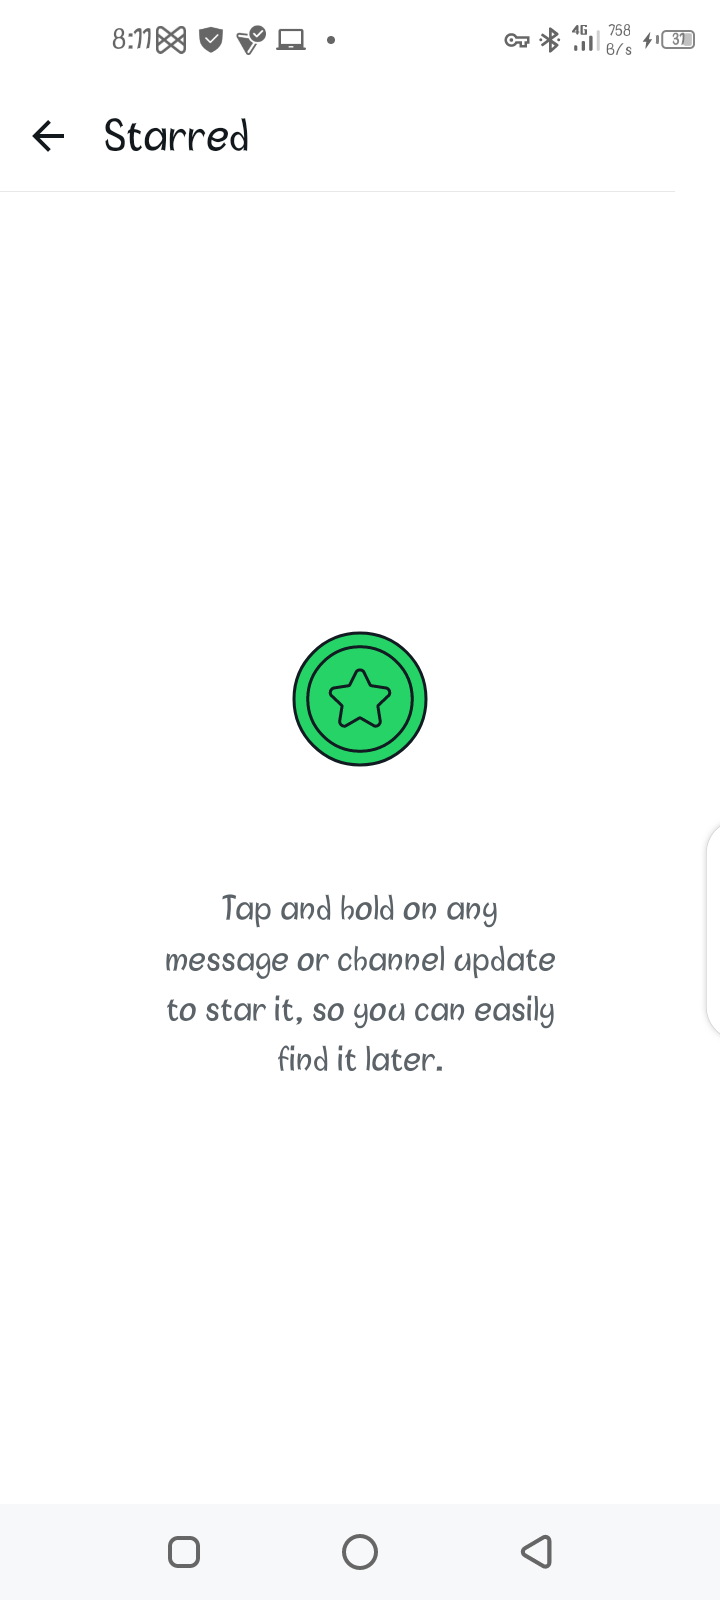 8:11 4G 758 B/s 37
Starred
Tap and hold on any
message or channel update
to star it, so you can easily
find it later.